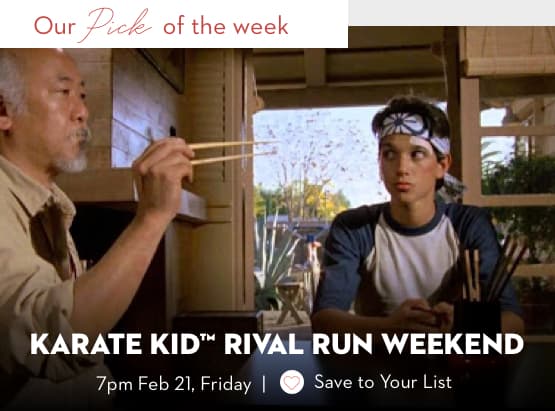 Our Pick of the week
KARATE KID™ RIVAL RUN WEEKEND
7pm Feb 21, Friday | Save to Your List